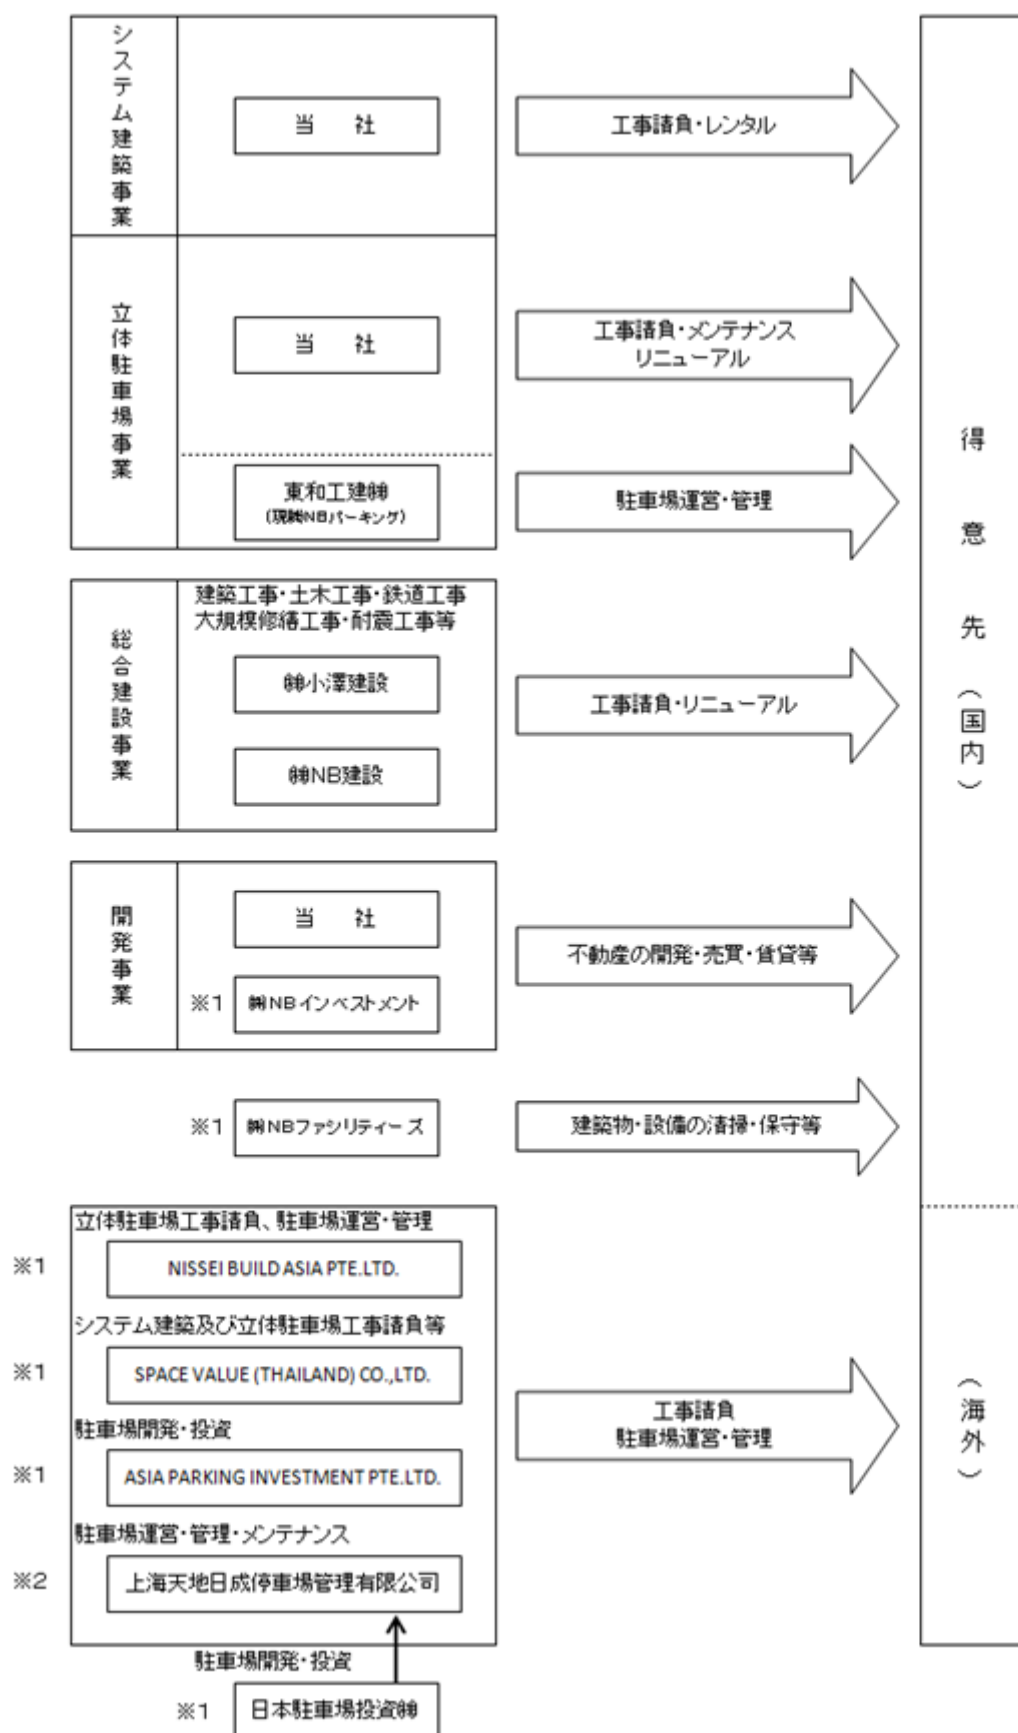 システム建築事業
当　社
工事請負・レンタル
立体駐車場事業
当　社
工事請負・メンテナンス
リニューアル
東和工建㈱
(現㈱NBパーキング)
駐車場運営・管理
総合建設事業
建築工事・土木工事・鉄道工事
大規模修繕工事・耐震工事等
㈱小澤建設
㈱NB建設
工事請負・リニューアル
開発事業
当　社
※1 ㈱NBインベストメント
不動産の開発・売買・賃貸等
※1 ㈱NBファシリティーズ
建築物・設備の清掃・保守等
得意先（国内）
立体駐車場工事請負、駐車場運営・管理
※1 NISSEI BUILD ASIA PTE.LTD.
システム建築及び立体駐車場工事請負等
※1 SPACE VALUE (THAILAND) CO.,LTD.
駐車場開発・投資
※1 ASIA PARKING INVESTMENT PTE.LTD.
駐車場運営・管理・メンテナンス
※2 上海天地日成停車場管理有限公司
工事請負
駐車場運営・管理
（海外）
駐車場開発・投資
※1 日本駐車場投資㈱